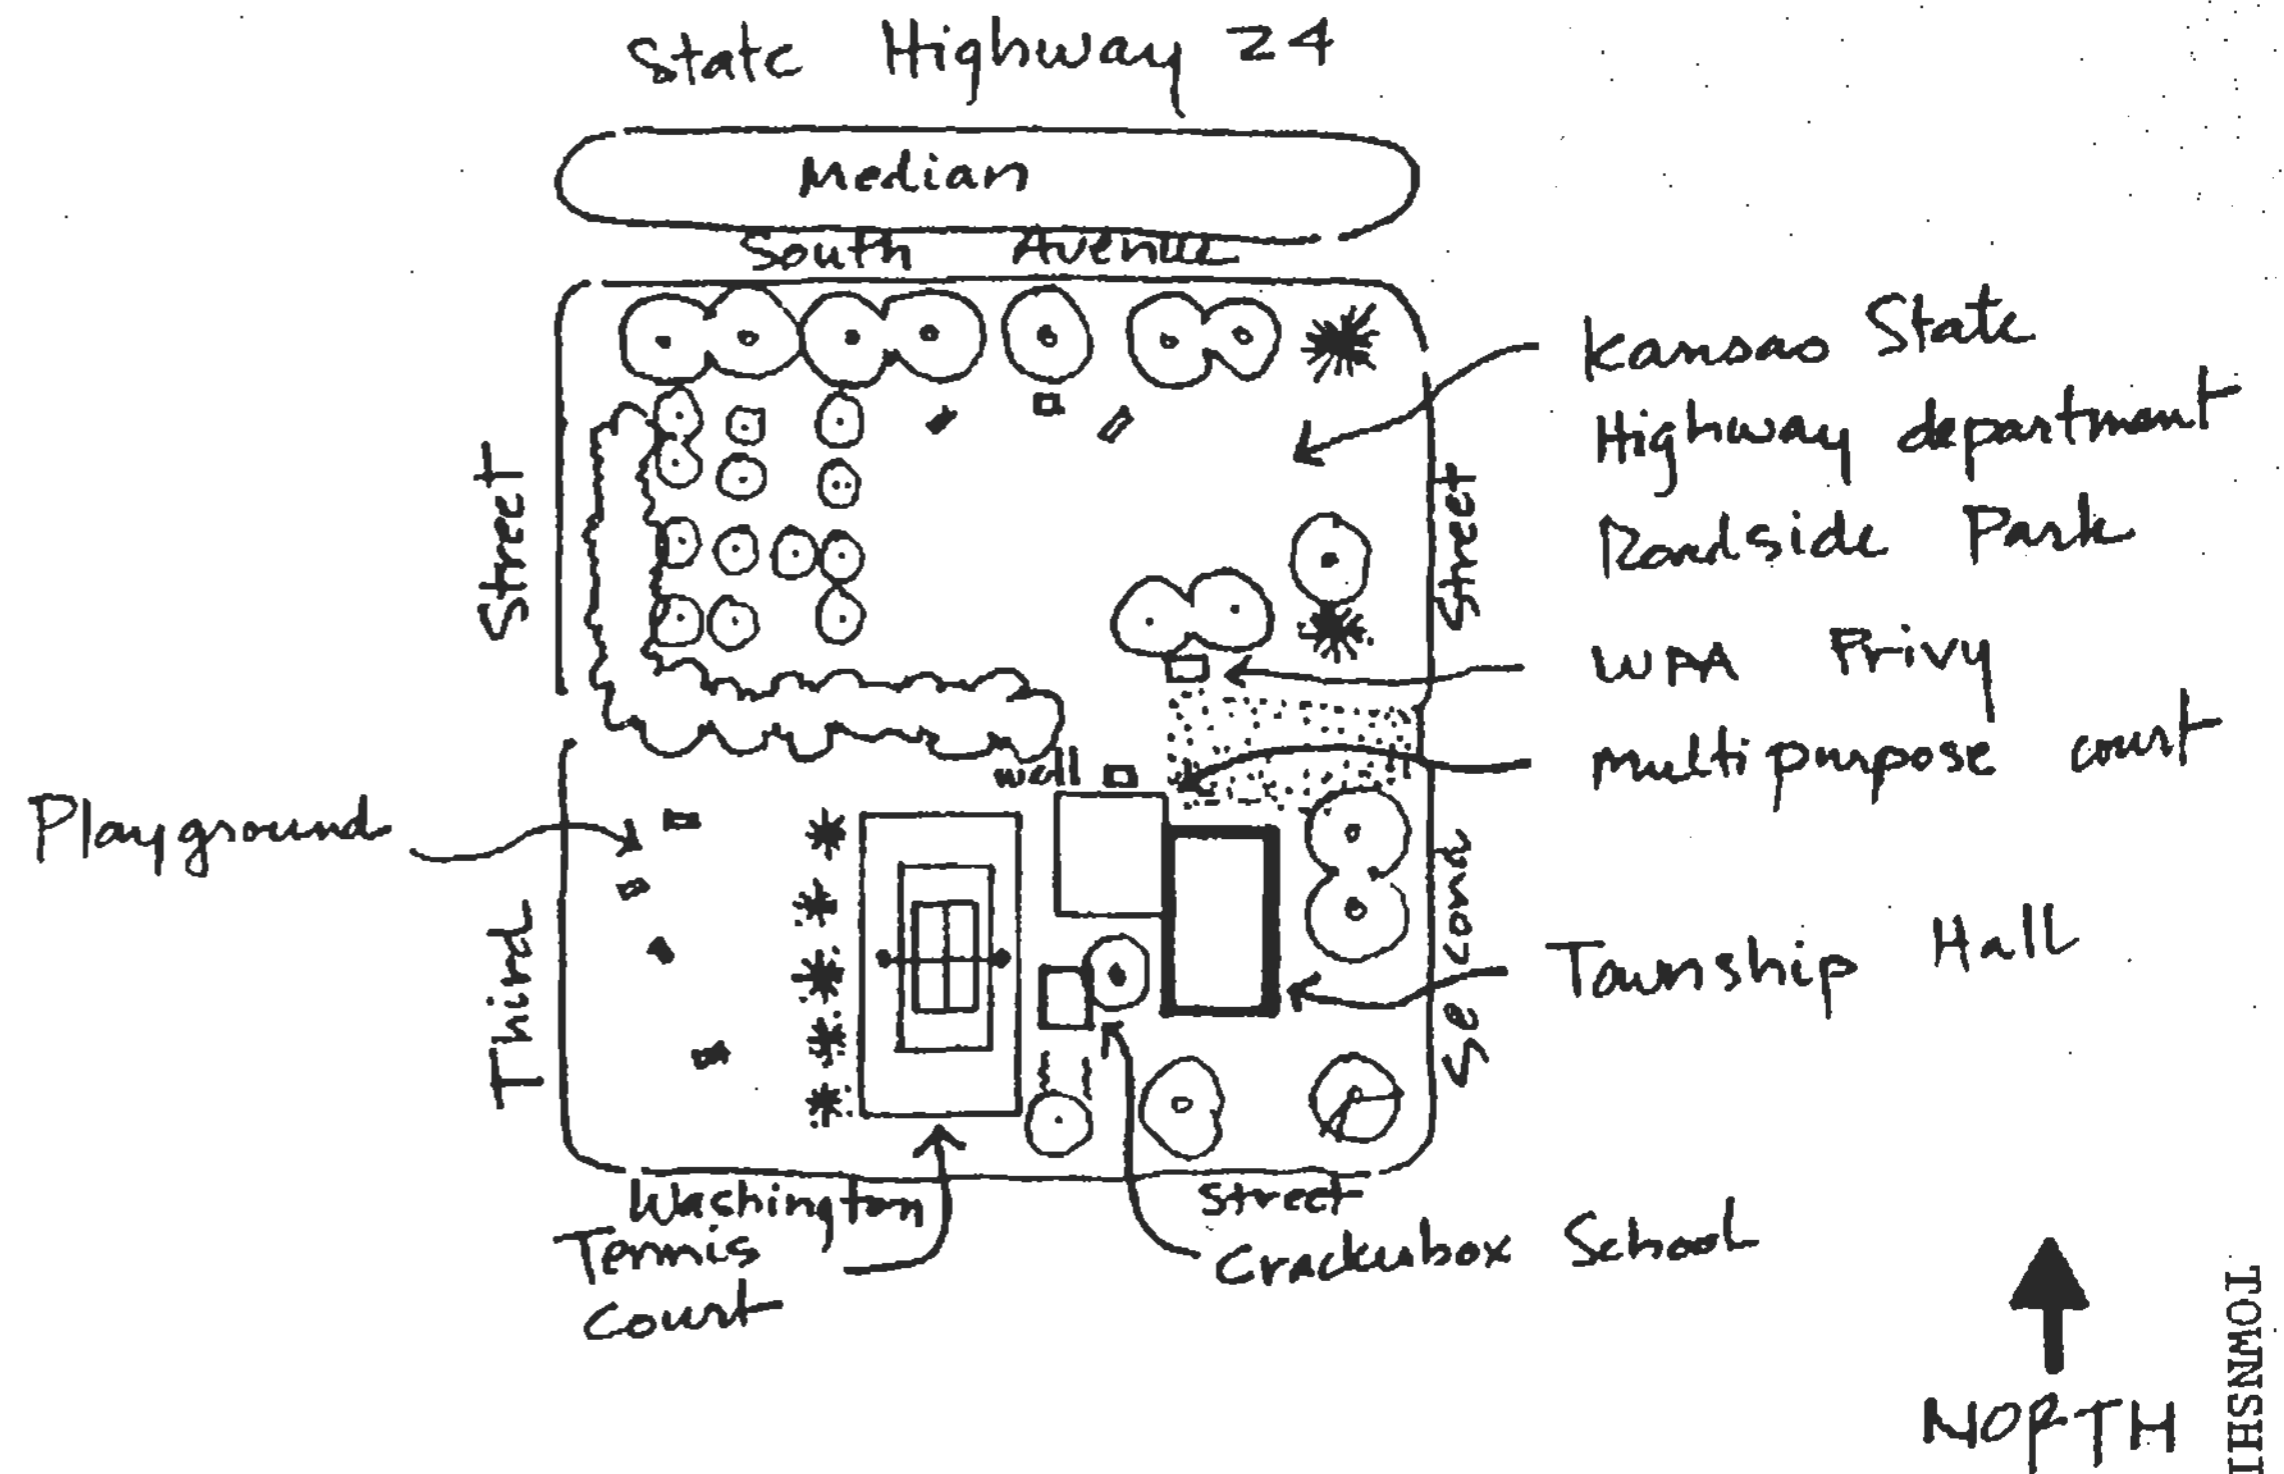 State Highway 24
Median
South Avenue
Kansas State
Highway department
Roadside Park
Street
Street
WPA Privy
Multipurpose court
well
Playground
Third
Second
Township Hall
Washington Street
Tennis
Court
Crackerbox School
NORTH
TOWNSHI